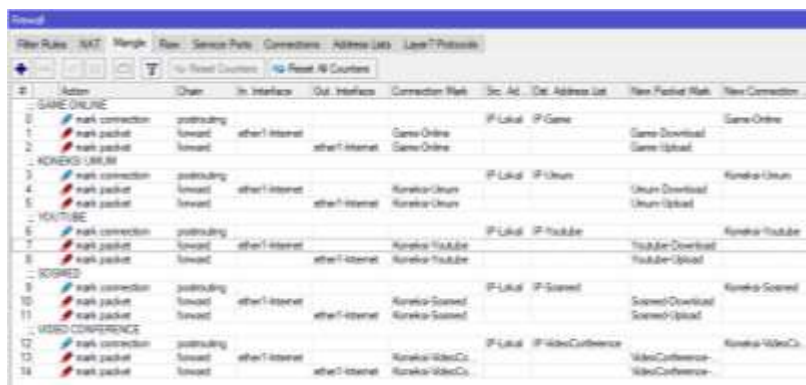 Firewall
Filter Rules NAT Mangle Raw Service Ports Connections Address Lists Layer7 Protocols
Reset Counters Reset All Counters
# Action Chain In. Interface Out. Interface Connection Mark Src. Ad... Dst. Address List New Packet Mark New Connection
::: GAME ONLINE
0 mark connection postrouting IP-Lokal IP-Game Game-Online
1 mark packet forward ether1-Internet Game-Online Game-Download
2 mark packet forward ether1-Internet Game-Online Game-Upload
::: KONEKSI UMUM
3 mark connection postrouting IP-Lokal IP-Umum Koneksi-Umum
4 mark packet forward ether1-Internet Koneksi-Umum Umum-Download
5 mark packet forward ether1-Internet Koneksi-Umum Umum-Upload
::: YOUTUBE
6 mark connection postrouting IP-Lokal IP-Youtube Koneksi-Youtube
7 mark packet forward ether1-Internet Koneksi-Youtube Youtube-Download
8 mark packet forward ether1-Internet Koneksi-Youtube Youtube-Upload
::: SOSMED
9 mark connection postrouting IP-Lokal IP-Sosmed Koneksi-Sosmed
10 mark packet forward ether1-Internet Koneksi-Sosmed Sosmed-Download
11 mark packet forward ether1-Internet Koneksi-Sosmed Sosmed-Upload
::: VIDEO CONFERENCE
12 mark connection postrouting IP-Lokal IP-VideoConference Koneksi-VideoCo...
13 mark packet forward ether1-Internet Koneksi-VideoCo... VideoConference-...
14 mark packet forward ether1-Internet Koneksi-VideoCo... VideoConference-...